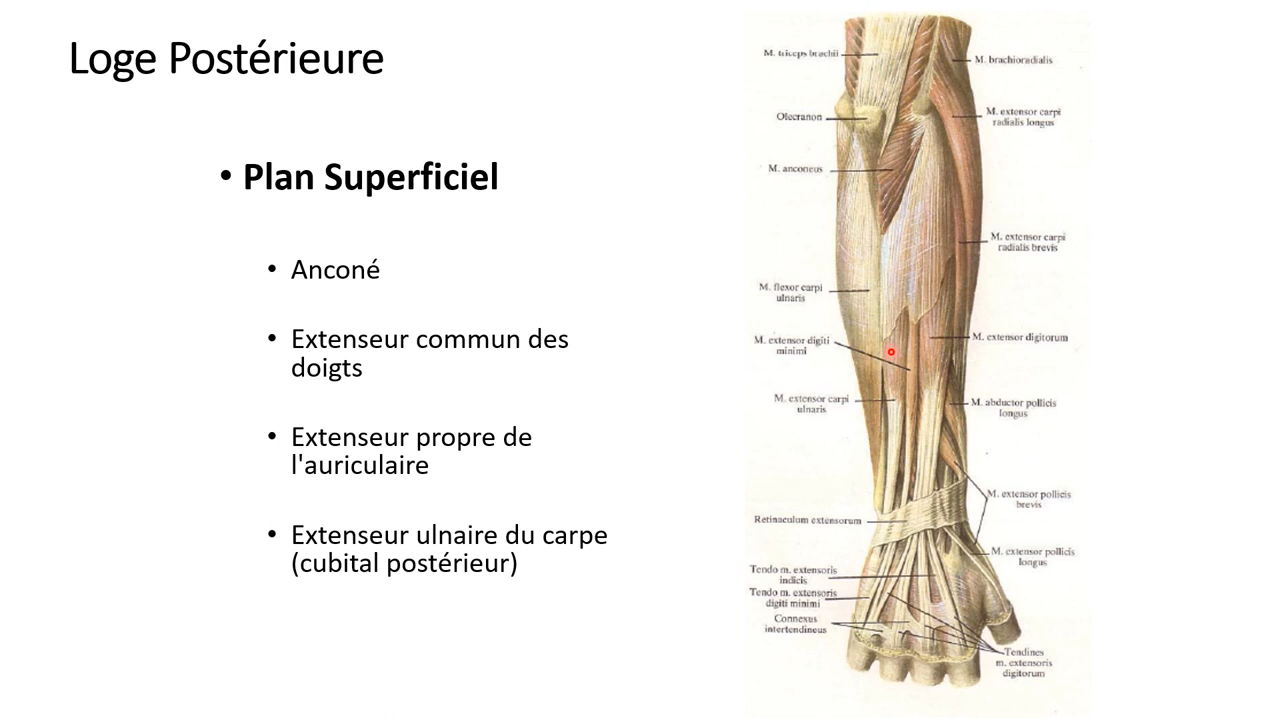 Loge Postérieure
• Plan Superficiel
• Anconé
• Extenseur commun des
doigts
• Extenseur propre de
l'auriculaire
• Extenseur ulnaire du carpe
(cubital postérieur)
M. triceps brachii
M. brachioradialis
Olecranon
M. extensor carpi
radialis longus
M. anconeus
M. extensor carpi
radialis brevis
M. flexor carpi
ulnaris
M. extensor digiti
minimi
M. extensor digitorum
M. extensor carpi
ulnaris
M. abductor pollicis
longus
M. extensor pollicis
brevis
Retinaculum extensorum
M. extensor pollicis
longus
Tendo m. extensoris
indicis
Tendo m. extensoris
digiti minimi
Connexus
intertendineus
Tendines
m. extensoris
digitorum